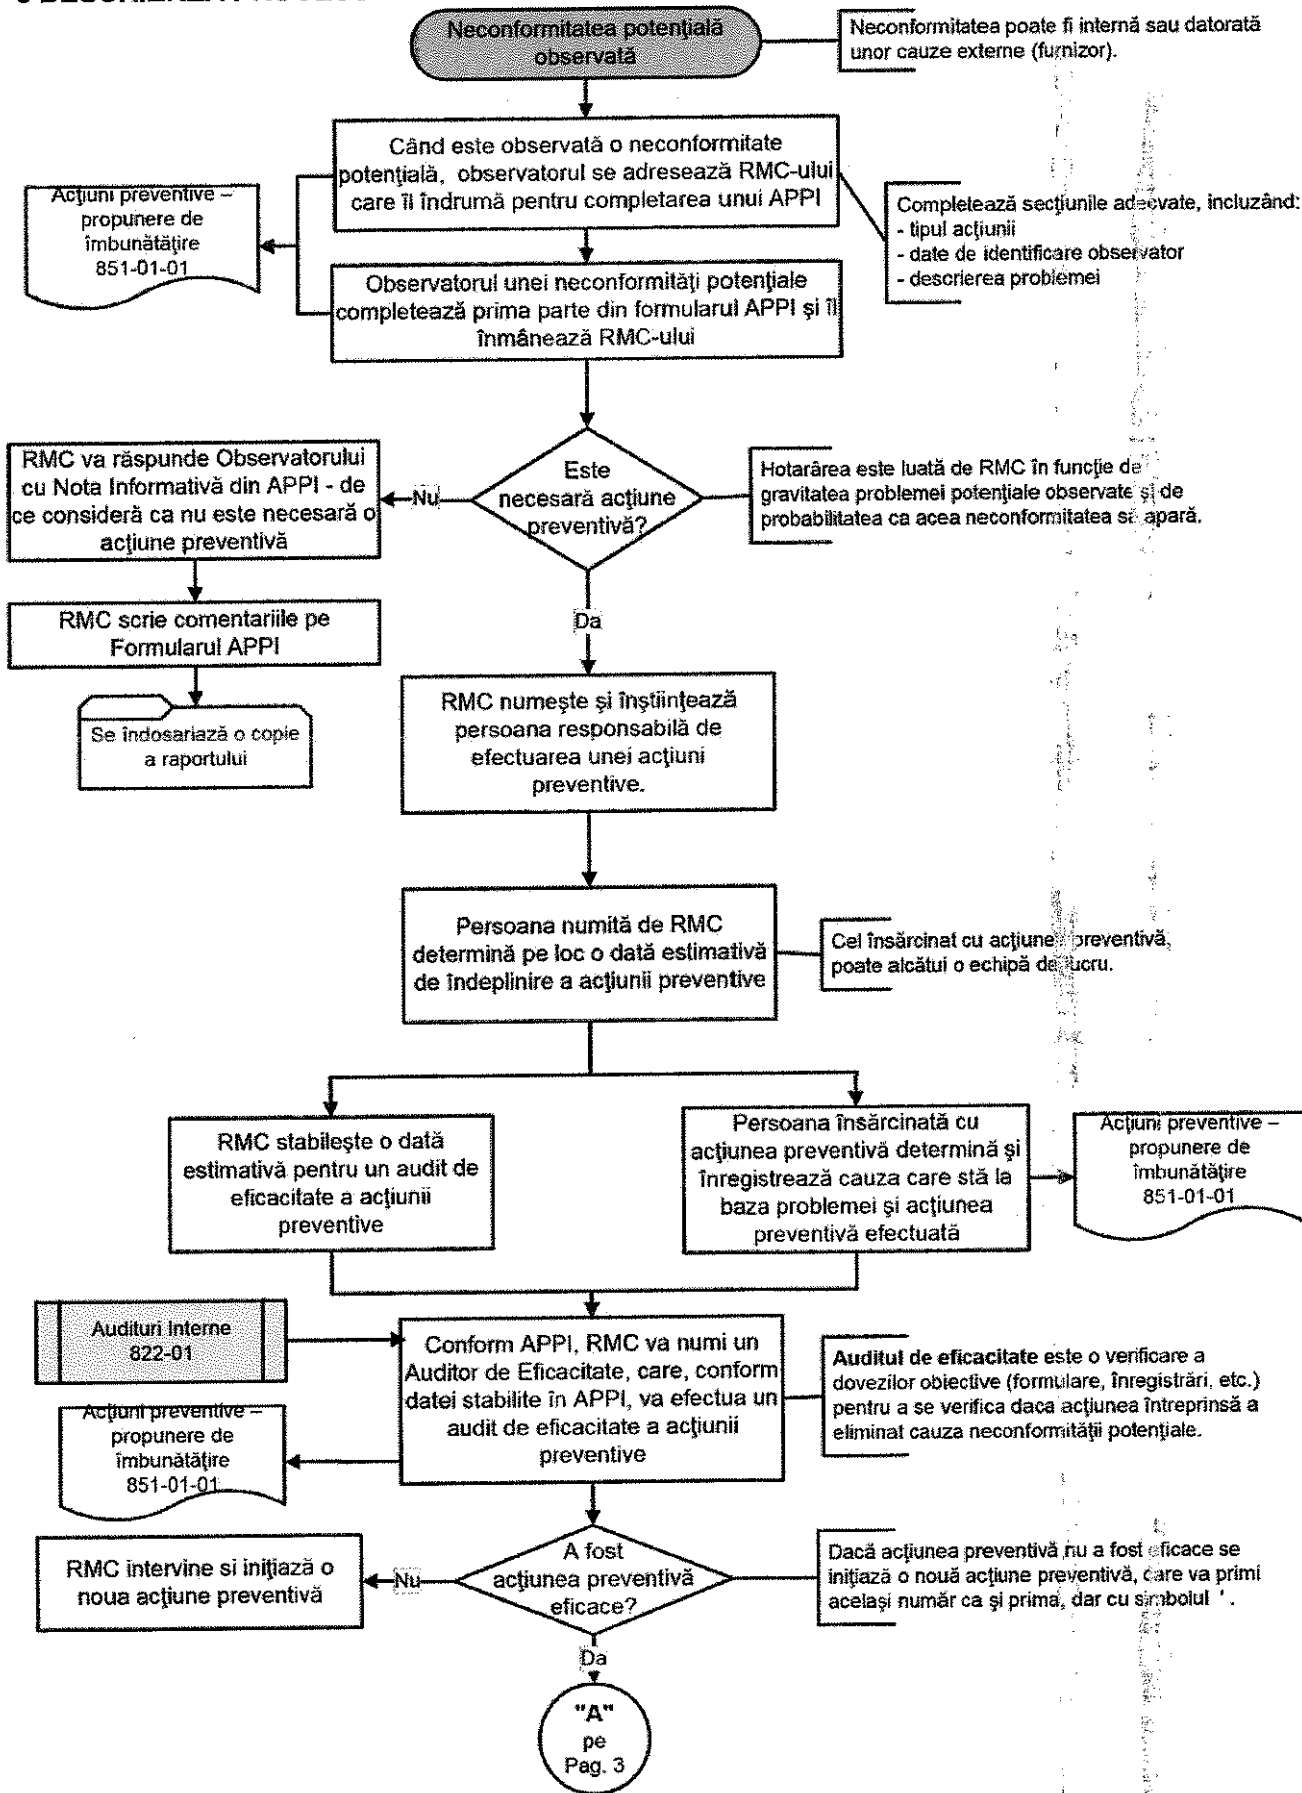 Neconformitatea potenţială
observată
Neconformitatea poate fi internă sau datorată
unor cauze externe (furnizor).
Când este observată o neconformitate
potenţială, observatorul se adresează RMC-ului
care îl îndrumă pentru completarea unui APPI
Acţiuni preventive –
propunere de
îmbunătăţire
851-01-01
Completează secţiunile adecvate, incluzând:
- tipul acţiunii
- date de identificare observator
- descrierea problemei
Observatorul unei neconformităţi potenţiale
completează prima parte din formularul APPI şi îl
înmânează RMC-ului
Este
necesară acţiune
preventivă?
Nu
RMC va răspunde Observatorului
cu Nota Informativă din APPI - de
ce consideră ca nu este necesară o
acţiune preventivă
Hotarârea este luată de RMC în funcţie de
gravitatea problemei potenţiale observate şi de
probabilitatea ca acea neconformitatea să apară.
RMC scrie comentariile pe
Formularul APPI
Da
Se îndosariază o copie
a raportului
RMC numeşte şi înştiinţează
persoana responsabilă de
efectuarea unei acţiuni
preventive.
Persoana numită de RMC
determină pe loc o dată estimativă
de îndeplinire a acţiunii preventive
Cel însărcinat cu acţiunea preventivă,
poate alcătui o echipă de lucru.
RMC stabileşte o dată
estimativă pentru un audit de
eficacitate a acţiunii
preventive
Persoana însărcinată cu
acţiunea preventivă determină şi
înregistrează cauza care stă la
baza problemei şi acţiunea
preventivă efectuată
Acţiuni preventive –
propunere de
îmbunătăţire
851-01-01
Audituri Interne
822-01
Conform APPI, RMC va numi un
Auditor de Eficacitate, care, conform
datei stabilite în APPI, va efectua un
audit de eficacitate a acţiunii
preventive
Auditul de eficacitate este o verificare a
dovezilor obiective (formulare, înregistrări, etc.)
pentru a se verifica daca acţiunea întreprinsă a
eliminat cauza neconformităţii potenţiale.
Acţiuni preventive –
propunere de
îmbunătăţire
851-01-01
A fost
acţiunea preventivă
eficace?
Nu
RMC intervine si iniţiază o
noua acţiune preventivă
Dacă acţiunea preventivă nu a fost eficace se
iniţiază o nouă acţiune preventivă, care va primi
acelaşi număr ca şi prima, dar cu simbolul ' .
Da
"A"
pe
Pag. 3